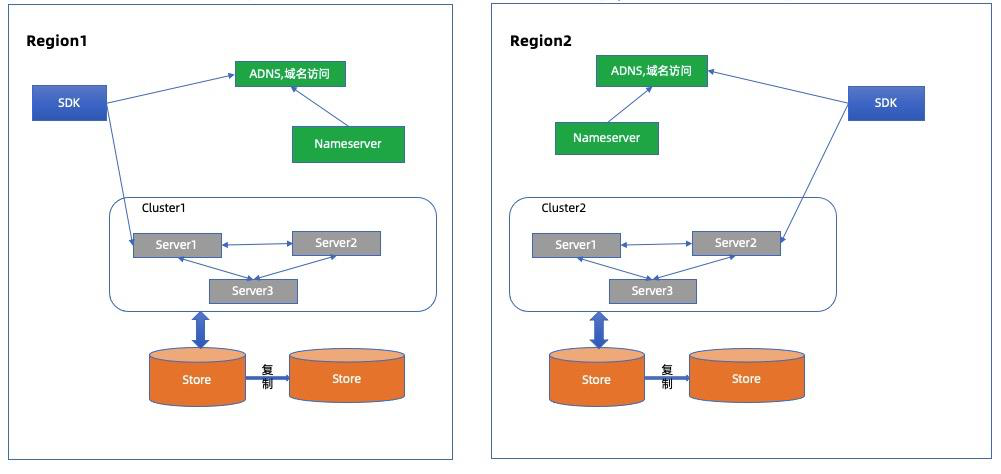 Region1
ADNS,域名访问
SDK
Nameserver
Cluster1
Server1
Server2
Server3
Store
复
制
Store
Region2
ADNS,域名访问
SDK
Nameserver
Cluster2
Server1
Server2
Server3
Store
复
制
Store